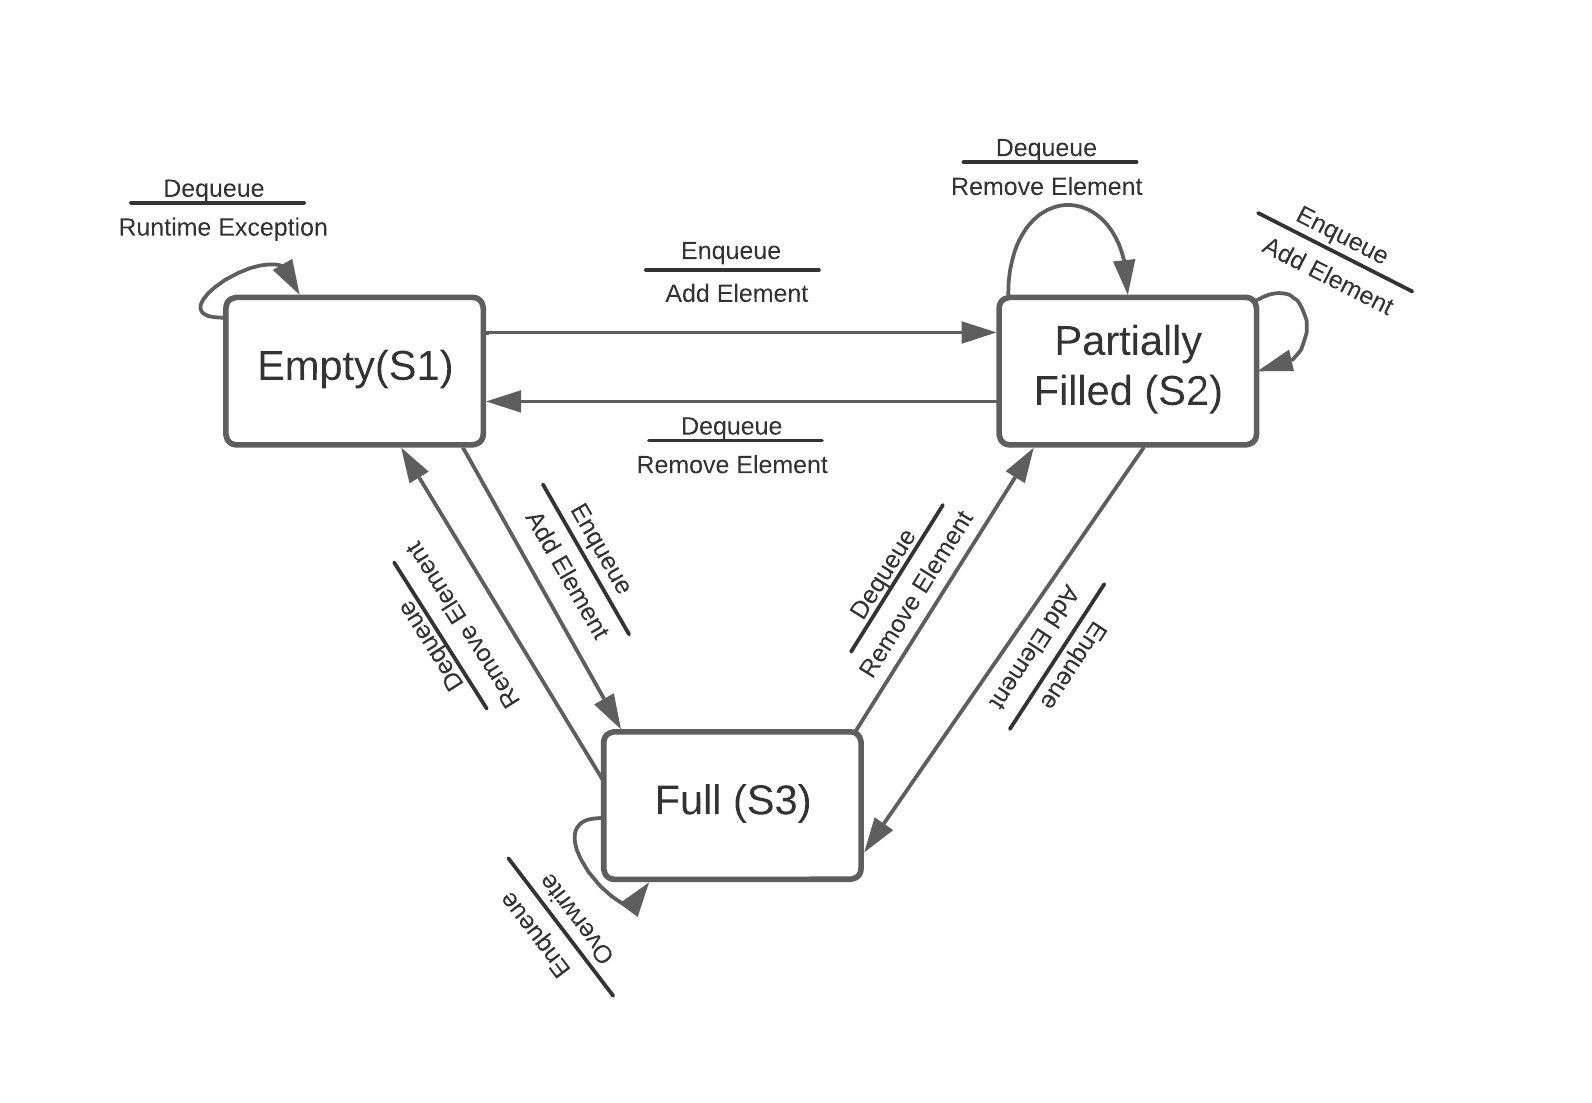 Dequeue
Remove Element
Dequeue
Runtime Exception
Enqueue
Add Element
Enqueue
Add Element
Empty(S1)
Partially
Filled (S2)
Dequeue
Remove Element
Enqueue
Add Element
Dequeue
Remove Element
Dequeue
Remove Element
Enqueue
Add Element
Full (S3)
Enqueue
Overwrite